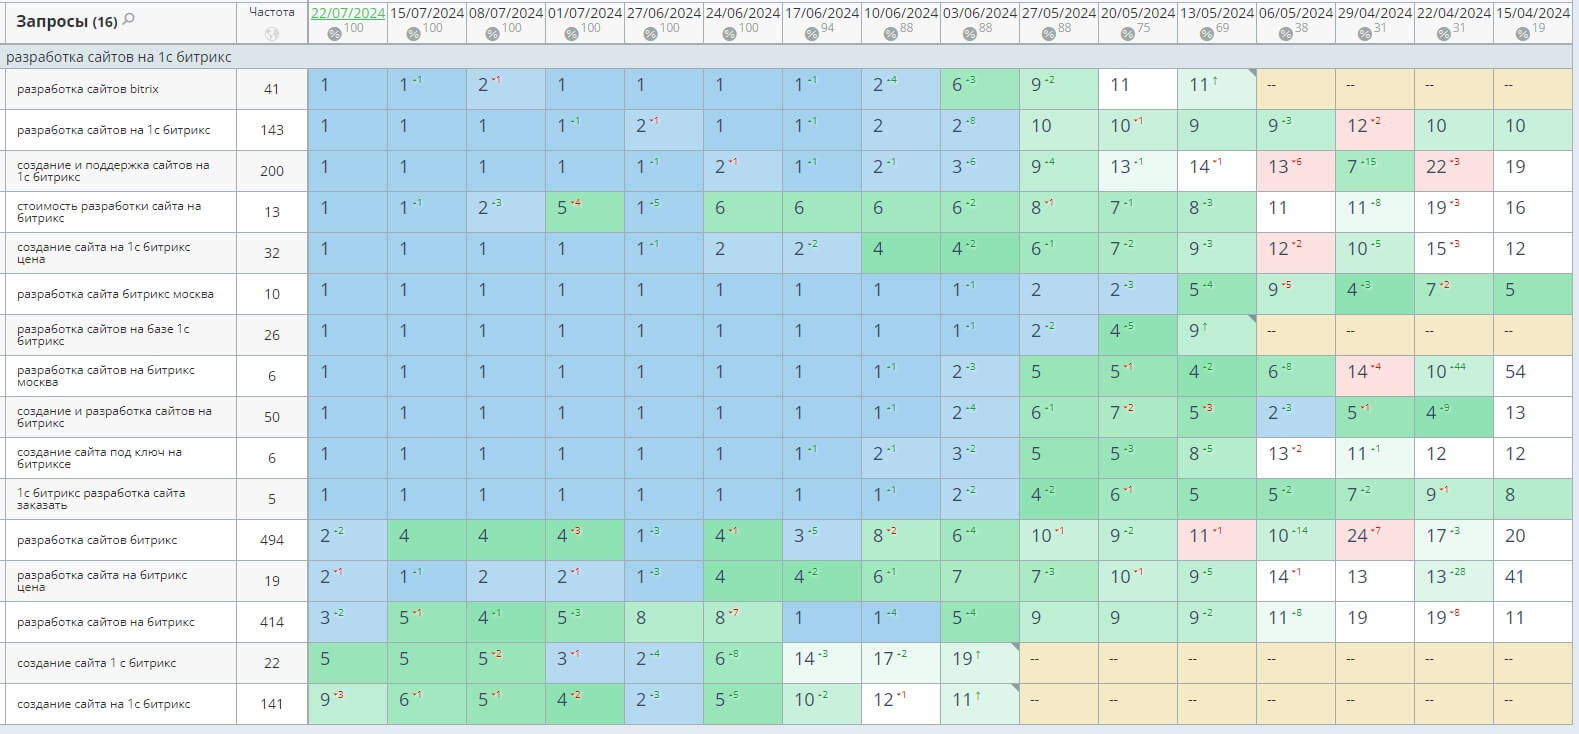 Запросы (16) Частота 22/07/2024 15/07/2024 08/07/2024 01/07/2024 27/06/2024 24/06/2024 17/06/2024 10/06/2024 03/06/2024 27/05/2024 20/05/2024 13/05/2024 06/05/2024 29/04/2024 22/04/2024 15/04/2024
% 100 % 100 % 100 % 100 % 100 % 100 % 94 % 88 % 88 % 88 % 75 % 69 % 38 % 31 % 31 % 19
разработка сайтов на 1с битрикс
разработка сайтов bitrix 41 1 1 -1 2 -1 1 1 1 1 -1 2 -4 6 -3 9 -2 11 11 ↑ -- -- -- --
разработка сайтов на 1с битрикс 143 1 1 1 1 -1 2 -1 1 1 -1 2 2 -8 10 10 -1 9 9 -3 12 -2 10 10
создание и поддержка сайтов на
1с битрикс 200 1 1 1 1 1 -1 2 -1 1 -1 2 -1 3 -6 9 -4 13 -1 14 -1 13 -6 7 -15 22 -3 19
стоимость разработки сайта на
битрикс 13 1 1 -1 2 -3 5 -4 1 -5 6 6 6 6 -2 8 -1 7 -1 8 -3 11 11 -8 19 -3 16
создание сайта на 1с битрикс
цена 32 1 1 1 1 1 -1 2 2 -2 4 4 -2 6 -1 7 -2 9 -3 12 -2 10 -5 15 -3 12
разработка сайта битрикс москва 10 1 1 1 1 1 1 1 1 1 -1 2 2 -3 5 -4 9 -5 4 -3 7 -2 5
разработка сайтов на базе 1с
битрикс 26 1 1 1 1 1 1 1 1 1 -1 2 -2 4 -5 9 ↑ -- -- -- --
разработка сайтов на битрикс
москва 6 1 1 1 1 1 1 1 1 -1 2 -3 5 5 -1 4 -2 6 -8 14 -4 10 -44 54
создание и разработка сайтов на
битрикс 50 1 1 1 1 1 1 1 1 -1 2 -4 6 -1 7 -2 5 -3 2 -3 5 -1 4 -9 13
создание сайта под ключ на
битриксе 6 1 1 1 1 1 1 1 -1 2 -1 3 -2 5 5 -3 8 -5 13 -2 11 -1 12 12
1с битрикс разработка сайта
заказать 5 1 1 1 1 1 1 1 1 -1 2 -2 4 -2 6 -1 5 5 -2 7 -2 9 -1 8
разработка сайтов битрикс 494 2 -2 4 4 4 -3 1 -3 4 -1 3 -5 8 -2 6 -4 10 -1 9 -2 11 -1 10 -14 24 -7 17 -3 20
разработка сайта на битрикс
цена 19 2 -1 1 -1 2 2 -1 1 -3 4 4 -2 6 -1 7 7 -3 10 -1 9 -5 14 -1 13 13 -28 41
разработка сайтов на битрикс 414 3 -2 5 -1 4 -1 5 -3 8 8 -7 1 1 -4 5 -4 9 9 9 -2 11 -8 19 19 -8 11
создание сайта 1 с битрикс 22 5 5 5 -2 3 -1 2 -4 6 -8 14 -3 17 -2 19 ↑ -- -- -- -- -- -- --
создание сайта на 1с битрикс 141 9 -3 6 -1 5 -1 4 -2 2 -3 5 -5 10 -2 12 -1 11 ↑ -- -- -- -- -- -- --